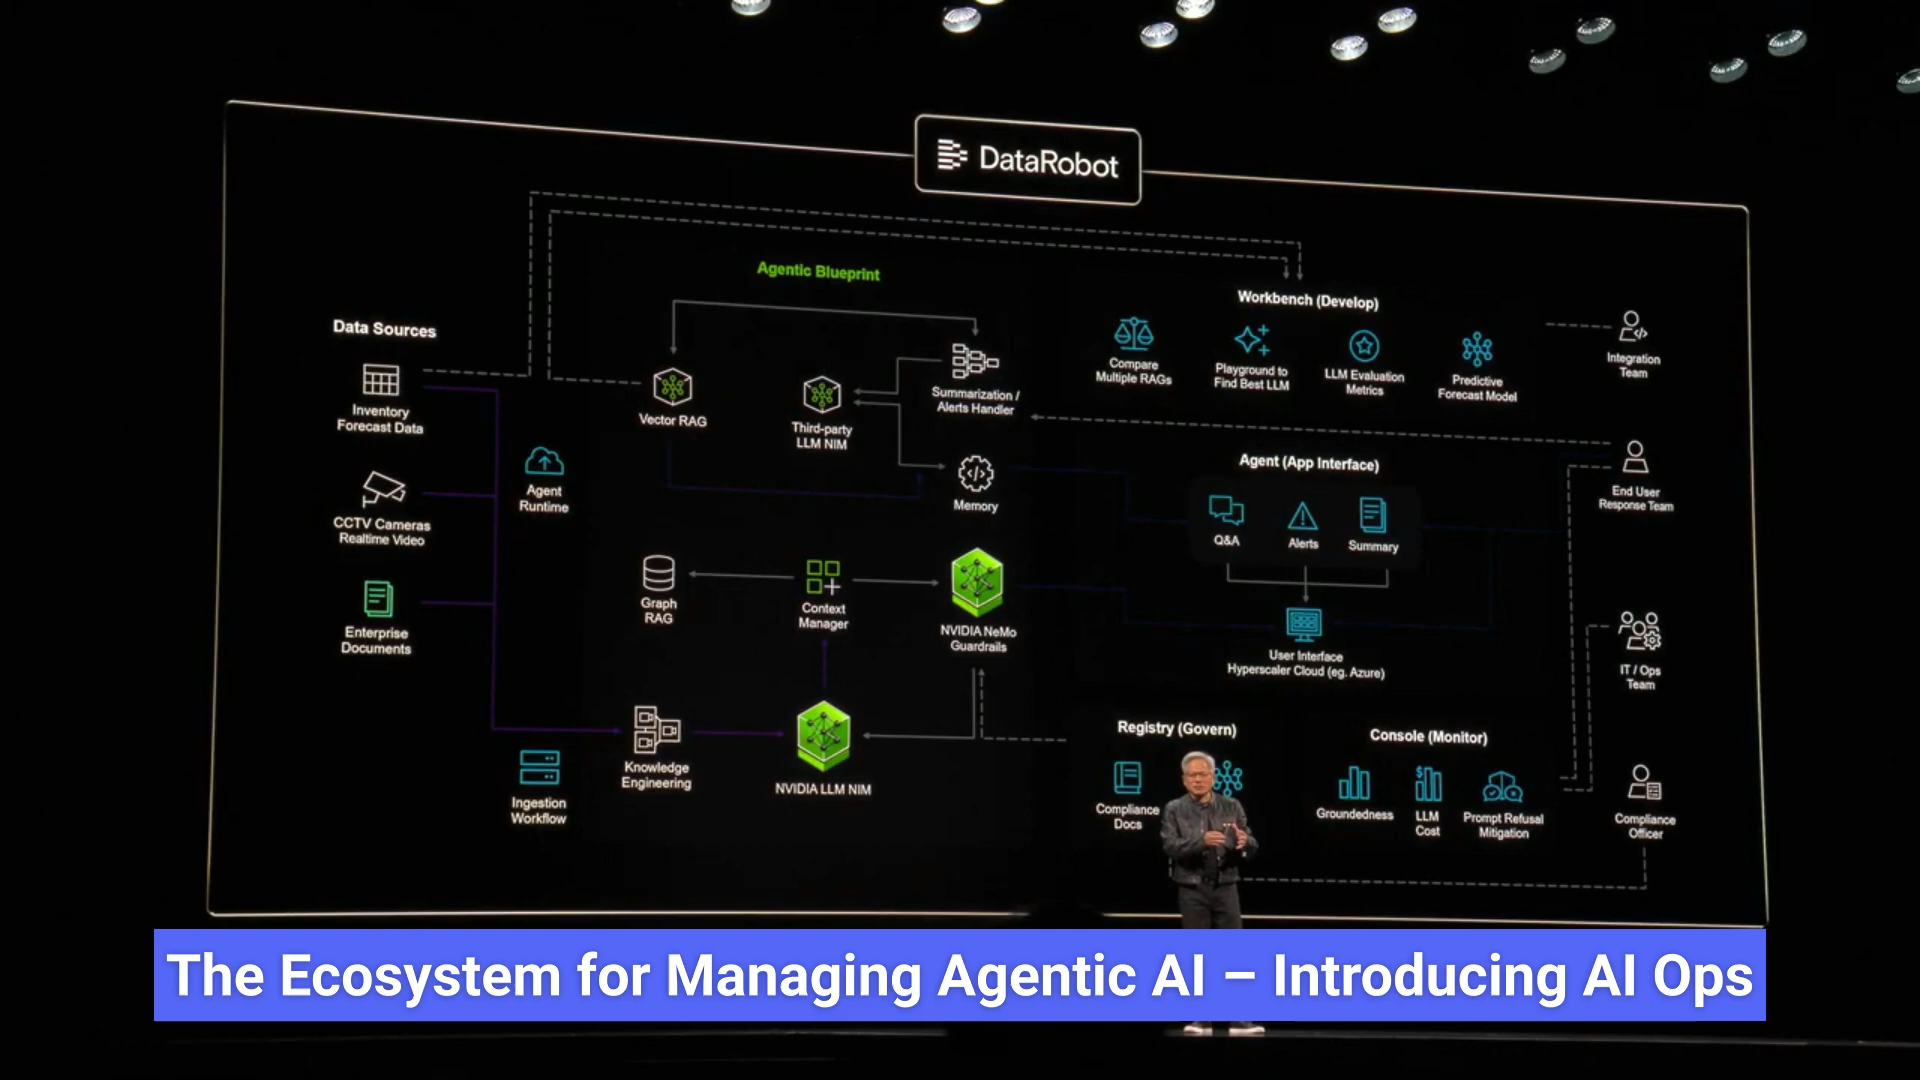 DataRobot
Agentic Blueprint
Data Sources
Inventory
Forecast Data
CCTV Cameras
Realtime Video
Enterprise
Documents
Agent
Runtime
Ingestion
Workflow
Vector RAG
Third-party
LLM NIM
Summarization /
Alerts Handler
Memory
Graph
RAG
Context
Manager
NVIDIA NeMo
Guardrails
Knowledge
Engineering
NVIDIA LLM NIM
Workbench (Develop)
Compare
Multiple RAGs
Playground to
Find Best LLM
LLM Evaluation
Metrics
Predictive
Forecast Model
Agent (App Interface)
Q&A
Alerts
Summary
User Interface
Hyperscaler Cloud (eg. Azure)
Registry (Govern)
Compliance
Docs
Console (Monitor)
Groundedness
LLM
Cost
Prompt Refusal
Mitigation
Integration
Team
End User
Response Team
IT / Ops
Team
Compliance
Officer
The Ecosystem for Managing Agentic AI – Introducing AI Ops